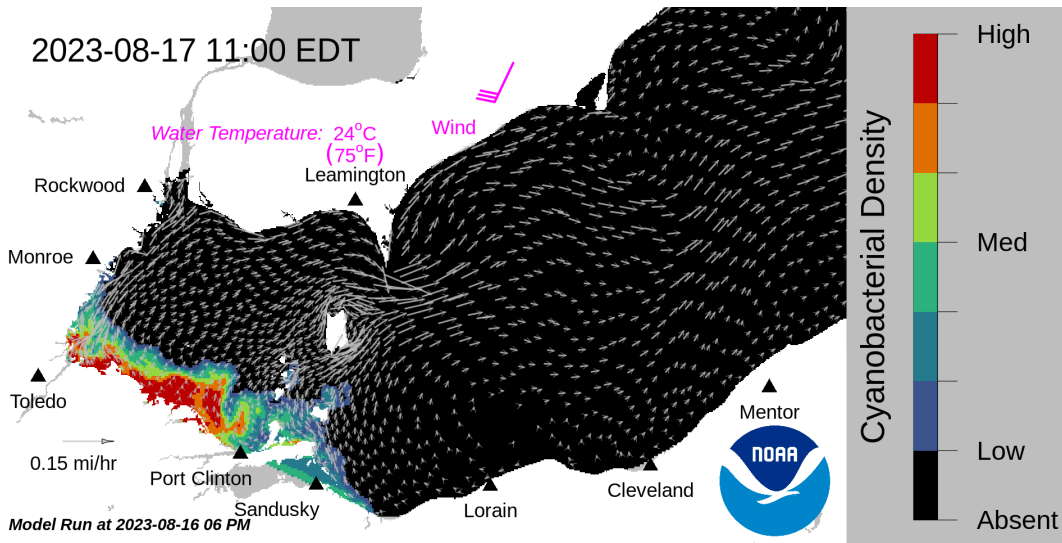 2023-08-17 11:00 EDT
High
Wind
Water Temperature: 24°C
(75°F)
Leamington
Rockwood
Monroe
Med
Cyanobacterial Density
Toledo
Mentor
0.15 mi/hr
NOAA
Low
Port Clinton
Cleveland
Sandusky
Lorain
Model Run at 2023-08-16 06 PM
Absent